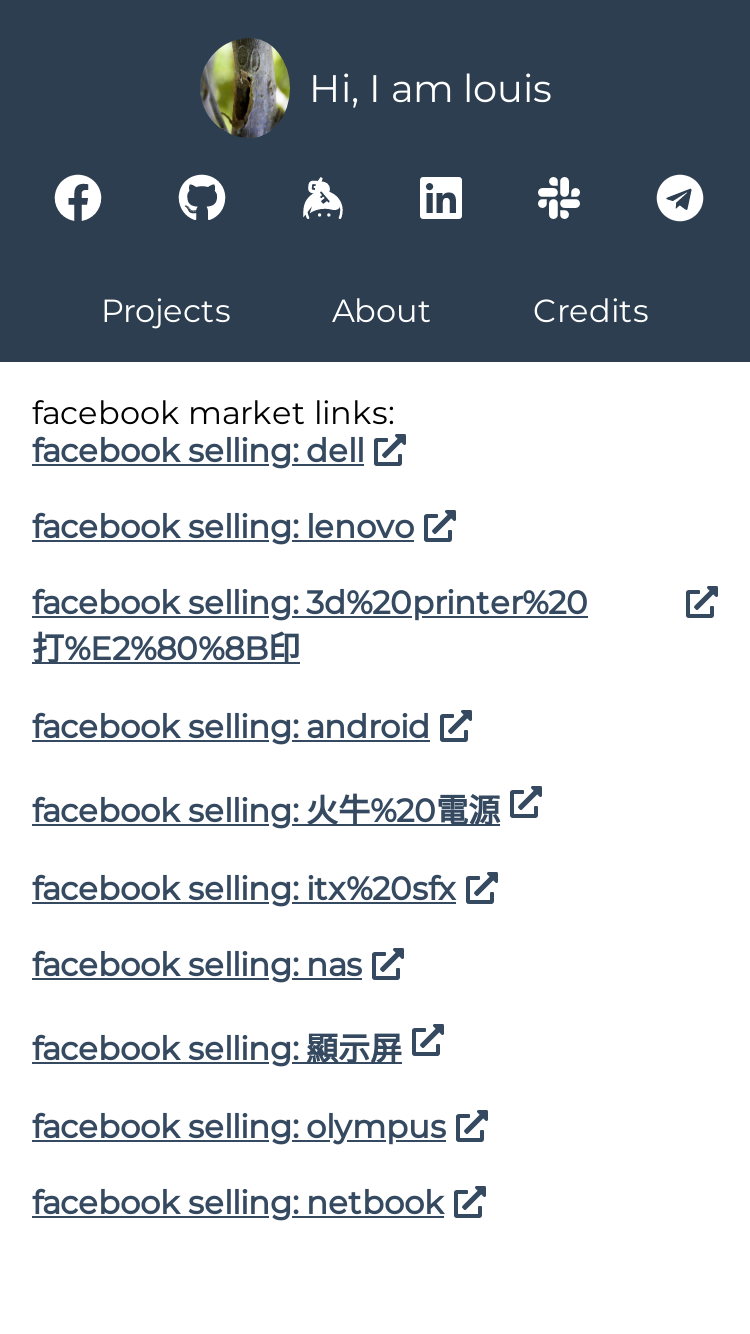 Hi, I am louis
Projects About Credits
facebook market links:
facebook selling: dell
facebook selling: lenovo
facebook selling: 3d%20printer%20
打%E2%80%8B印
facebook selling: android
facebook selling: 火牛%20電源
facebook selling: itx%20sfx
facebook selling: nas
facebook selling: 顯示屏
facebook selling: olympus
facebook selling: netbook